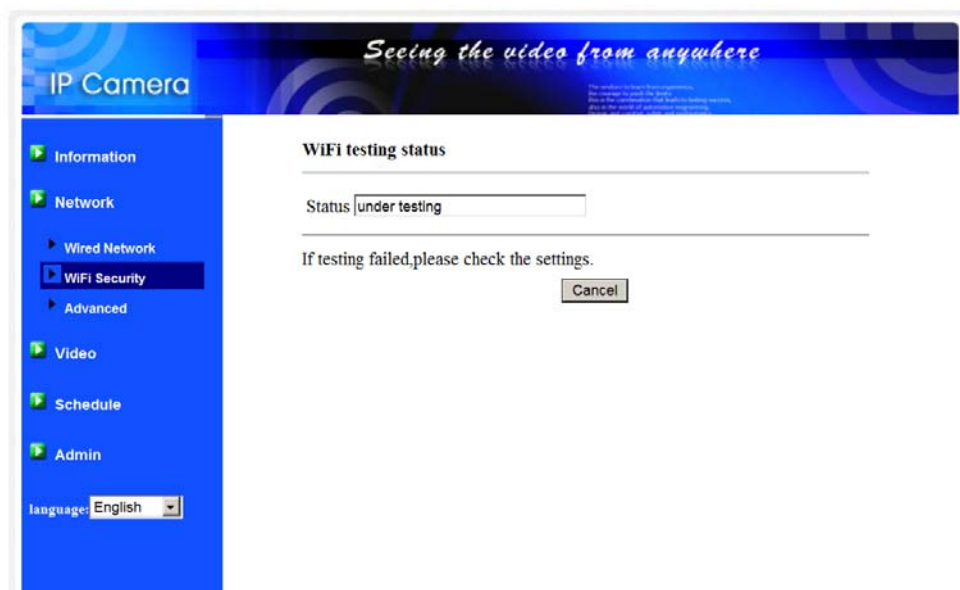 Seeing the video from anywhere
IP Camera
Information
Network
Wired Network
WiFi Security
Advanced
Video
Schedule
Admin
language: English
WiFi testing status
Status under testing
If testing failed,please check the settings.
Cancel